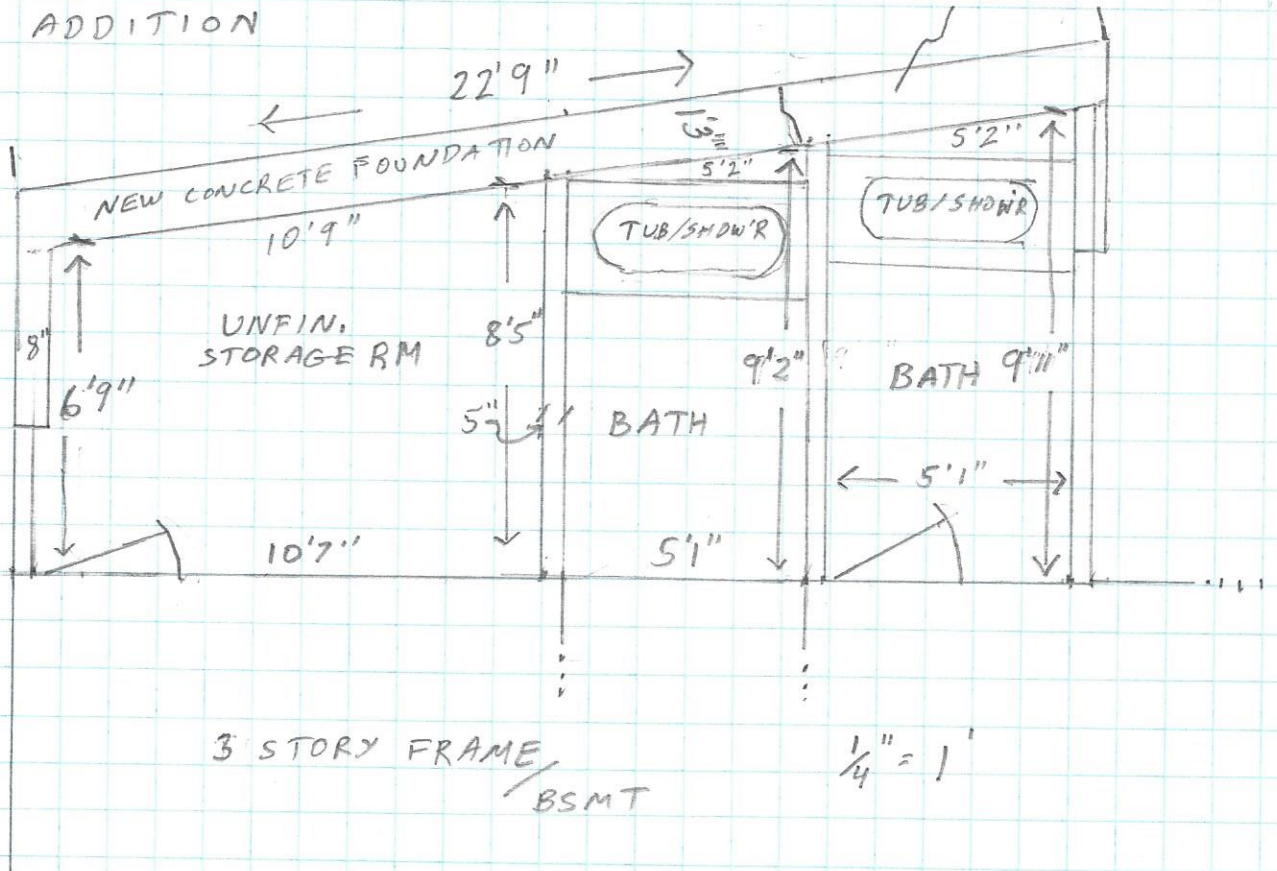 ADDITION
22'9"
NEW CONCRETE FOUNDATION
1'3"
5'2"
5'2"
10'9"
TUB/SHOW'R
TUB/SHOW'R
UNFIN.
STORAGE RM
8"
8'5"
6'9"
9'2"
BATH 9'11"
5"
BATH
5'1"
10'7"
5'1"
3 STORY FRAME/
BSMT
1/4" = 1'